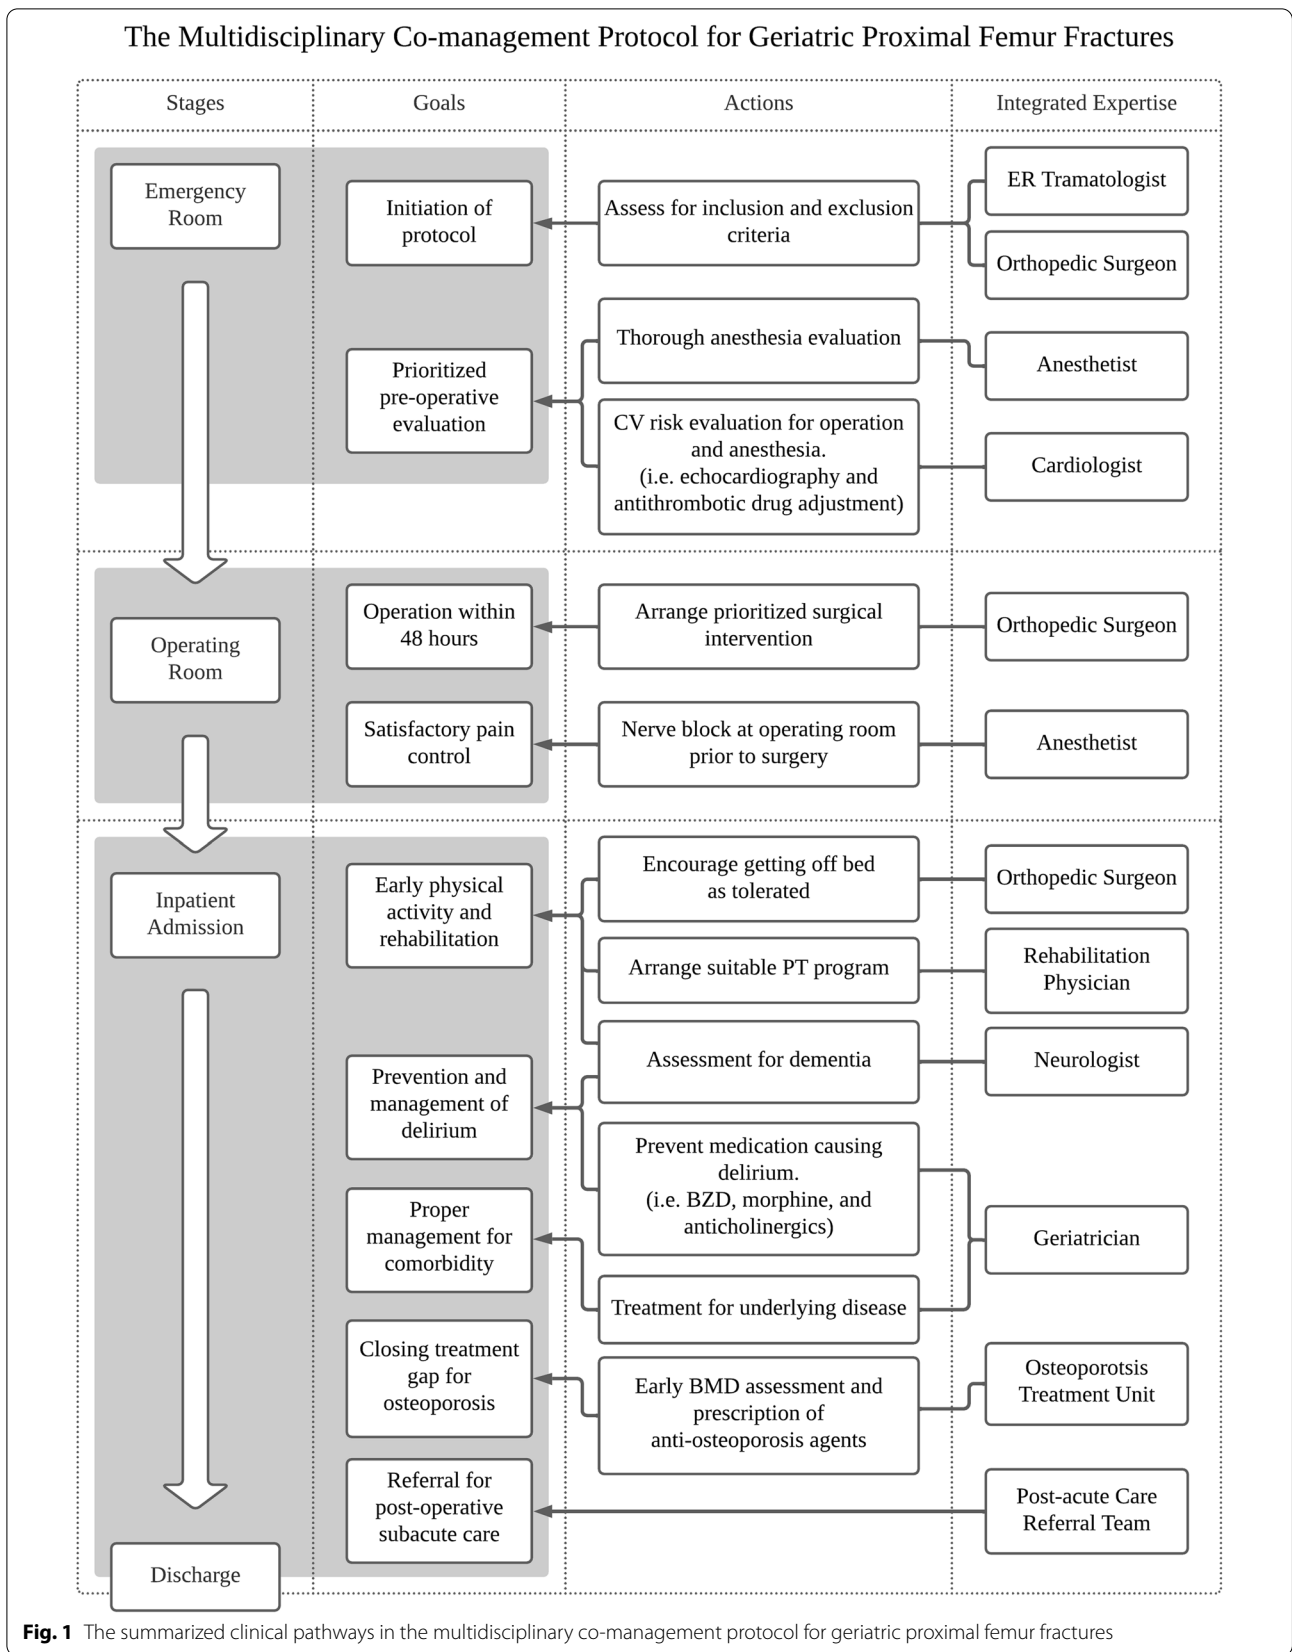 The Multidisciplinary Co-management Protocol for Geriatric Proximal Femur Fractures
Stages
Goals
Actions
Integrated Expertise
Emergency
Room
Initiation of
protocol
Assess for inclusion and exclusion
criteria
ER Tramatologist
Orthopedic Surgeon
Prioritized
pre-operative
evaluation
Thorough anesthesia evaluation
Anesthetist
CV risk evaluation for operation
and anesthesia.
(i.e. echocardiography and
antithrombotic drug adjustment)
Cardiologist
Operating
Room
Operation within
48 hours
Arrange prioritized surgical
intervention
Orthopedic Surgeon
Satisfactory pain
control
Nerve block at operating room
prior to surgery
Anesthetist
Inpatient
Admission
Early physical
activity and
rehabilitation
Encourage getting off bed
as tolerated
Orthopedic Surgeon
Arrange suitable PT program
Rehabilitation
Physician
Assessment for dementia
Neurologist
Prevention and
management of
delirium
Prevent medication causing
delirium.
(i.e. BZD, morphine, and
anticholinergics)
Geriatrician
Proper
management for
comorbidity
Treatment for underlying disease
Closing treatment
gap for
osteoporosis
Early BMD assessment and
prescription of
anti-osteoporosis agents
Osteoporotsis
Treatment Unit
Referral for
post-operative
subacute care
Post-acute Care
Referral Team
Discharge
Fig. 1 The summarized clinical pathways in the multidisciplinary co-management protocol for geriatric proximal femur fractures